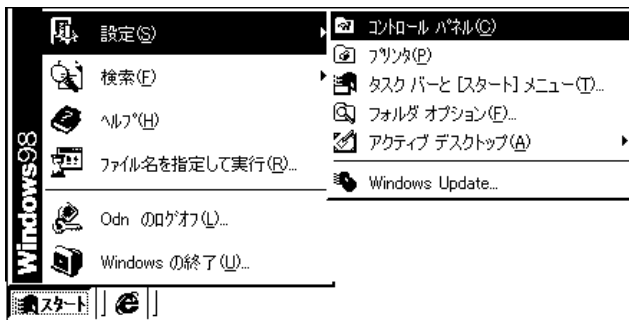 設定(S)
検索(F)
ヘルプ(H)
ファイル名を指定して実行(R)...
Odn のログオフ(L)...
Windows の終了(U)...
Windows98
スタート
コントロール パネル(C)
プリンタ(P)
タスク バーと [スタート] メニュー(T)...
フォルダ オプション(F)...
アクティブ デスクトップ(A)
Windows Update...